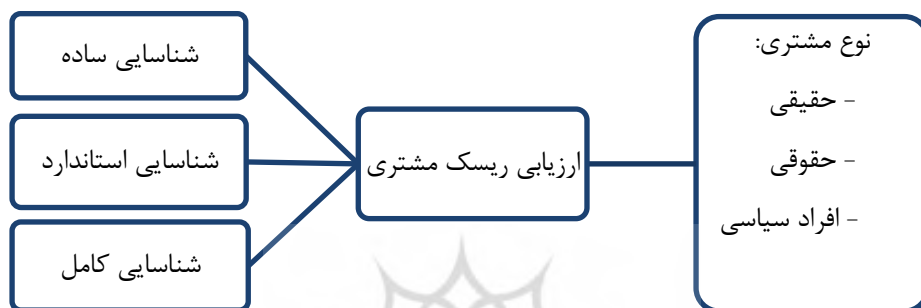 نوع مشتری:
- حقیقی
- حقوقی
- افراد سیاسی
ارزیابی ریسک مشتری
شناسایی ساده
شناسایی استاندارد
شناسایی کامل